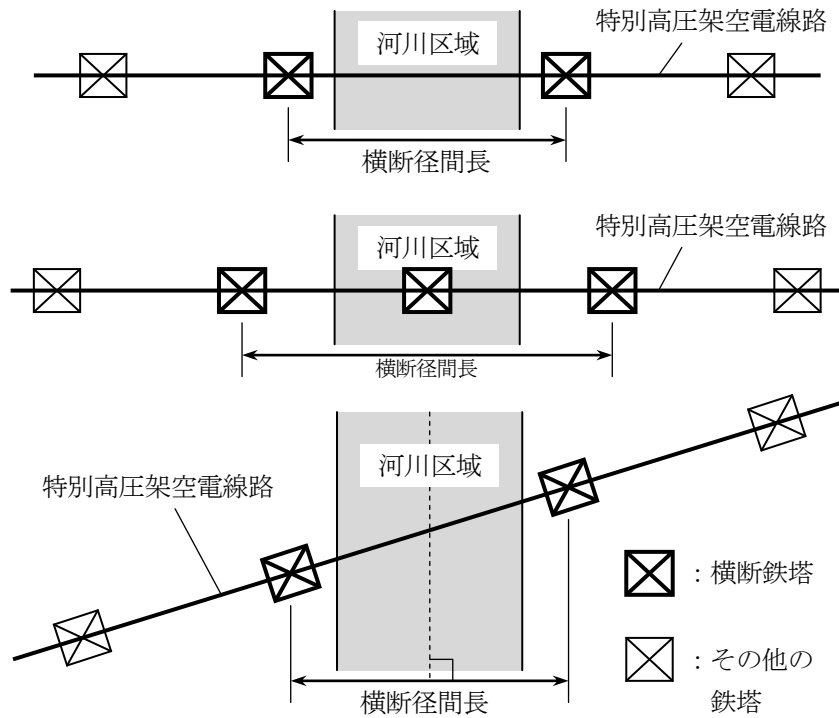 特別高圧架空電線路
河川区域
横断径間長
特別高圧架空電線路
河川区域
横断径間長
河川区域
特別高圧架空電線路
：横断鉄塔
：その他の
鉄塔
横断径間長